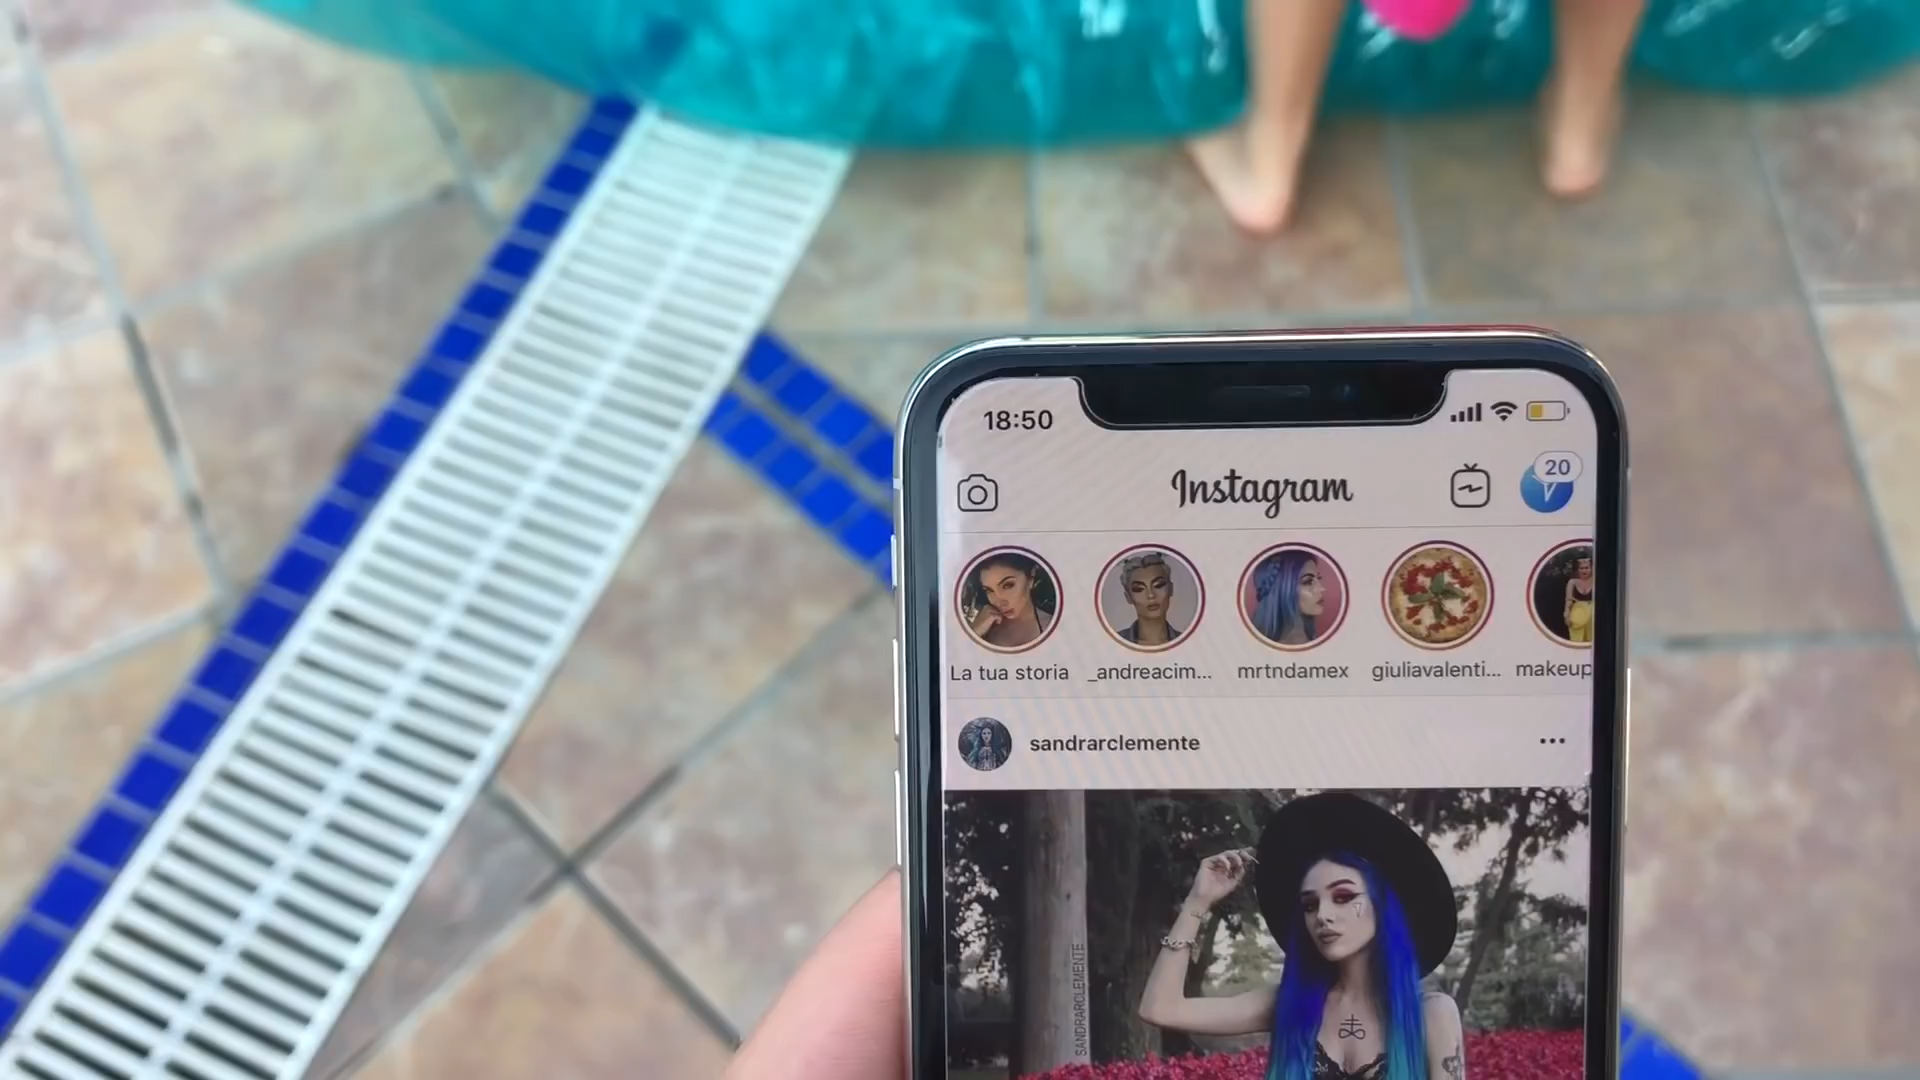 18:50
Instagram
20
La tua storia
_andreacim...
mrtndamex
giuliavalenti...
makeup
sandrarclemente
SANDRARCLEMENTE